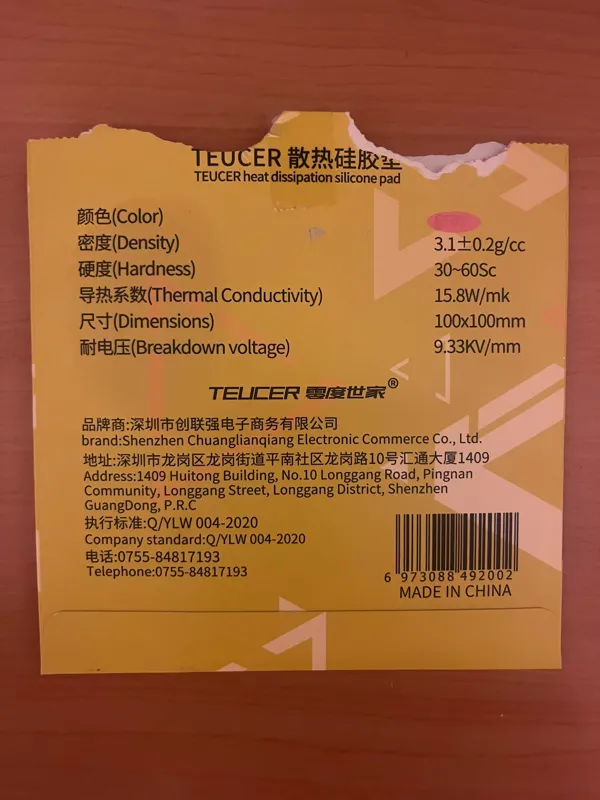 TEUCER 散热硅胶垫
TEUCER heat dissipation silicone pad
颜色(Color)
密度(Density) 3.1±0.2g/cc
硬度(Hardness) 30~60Sc
导热系数(Thermal Conductivity) 15.8W/mk
尺寸(Dimensions) 100x100mm
耐电压(Breakdown voltage) 9.33KV/mm
TEUCER 零度世家®
品牌商:深圳市创联强电子商务有限公司
brand:Shenzhen Chuanglianqiang Electronic Commerce Co., Ltd.
地址:深圳市龙岗区龙岗街道平南社区龙岗路10号汇通大厦1409
Address:1409 Huitong Building, No.10 Longgang Road, Pingnan
Community, Longgang Street, Longgang District, Shenzhen
GuangDong, P.R.C
执行标准:Q/YLW 004-2020
Company standard:Q/YLW 004-2020
电话:0755-84817193
Telephone:0755-84817193
6 973088 492002
MADE IN CHINA